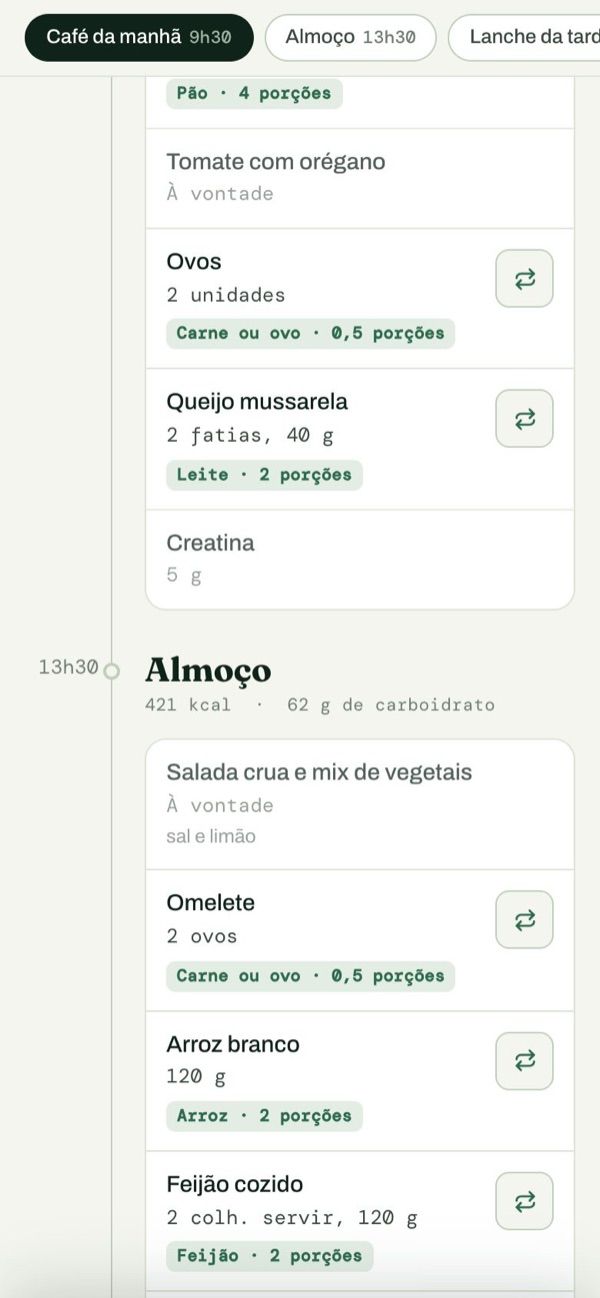 Café da manhã 9h30
Almoço 13h30
Lanche da tard
Pão · 4 porções
Tomate com orégano
À vontade
Ovos
2 unidades
Carne ou ovo · 0,5 porções
Queijo mussarela
2 fatias, 40 g
Leite · 2 porções
Creatina
5 g
13h30
Almoço
421 kcal · 62 g de carboidrato
Salada crua e mix de vegetais
À vontade
sal e limão
Omelete
2 ovos
Carne ou ovo · 0,5 porções
Arroz branco
120 g
Arroz · 2 porções
Feijão cozido
2 colh. servir, 120 g
Feijão · 2 porções